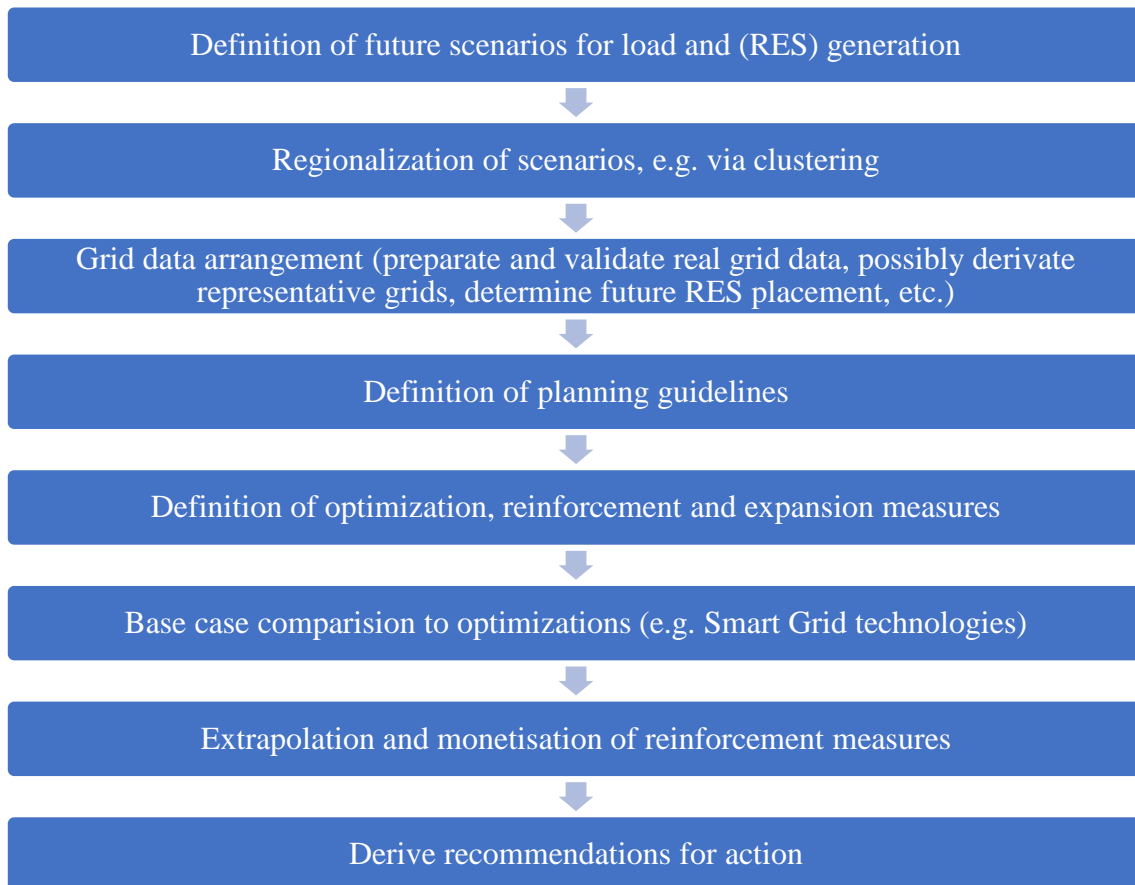 Definition of future scenarios for load and (RES) generation
Regionalization of scenarios, e.g. via clustering
Grid data arrangement (preparate and validate real grid data, possibly derivate
representative grids, determine future RES placement, etc.)
Definition of planning guidelines
Definition of optimization, reinforcement and expansion measures
Base case comparision to optimizations (e.g. Smart Grid technologies)
Extrapolation and monetisation of reinforcement measures
Derive recommendations for action